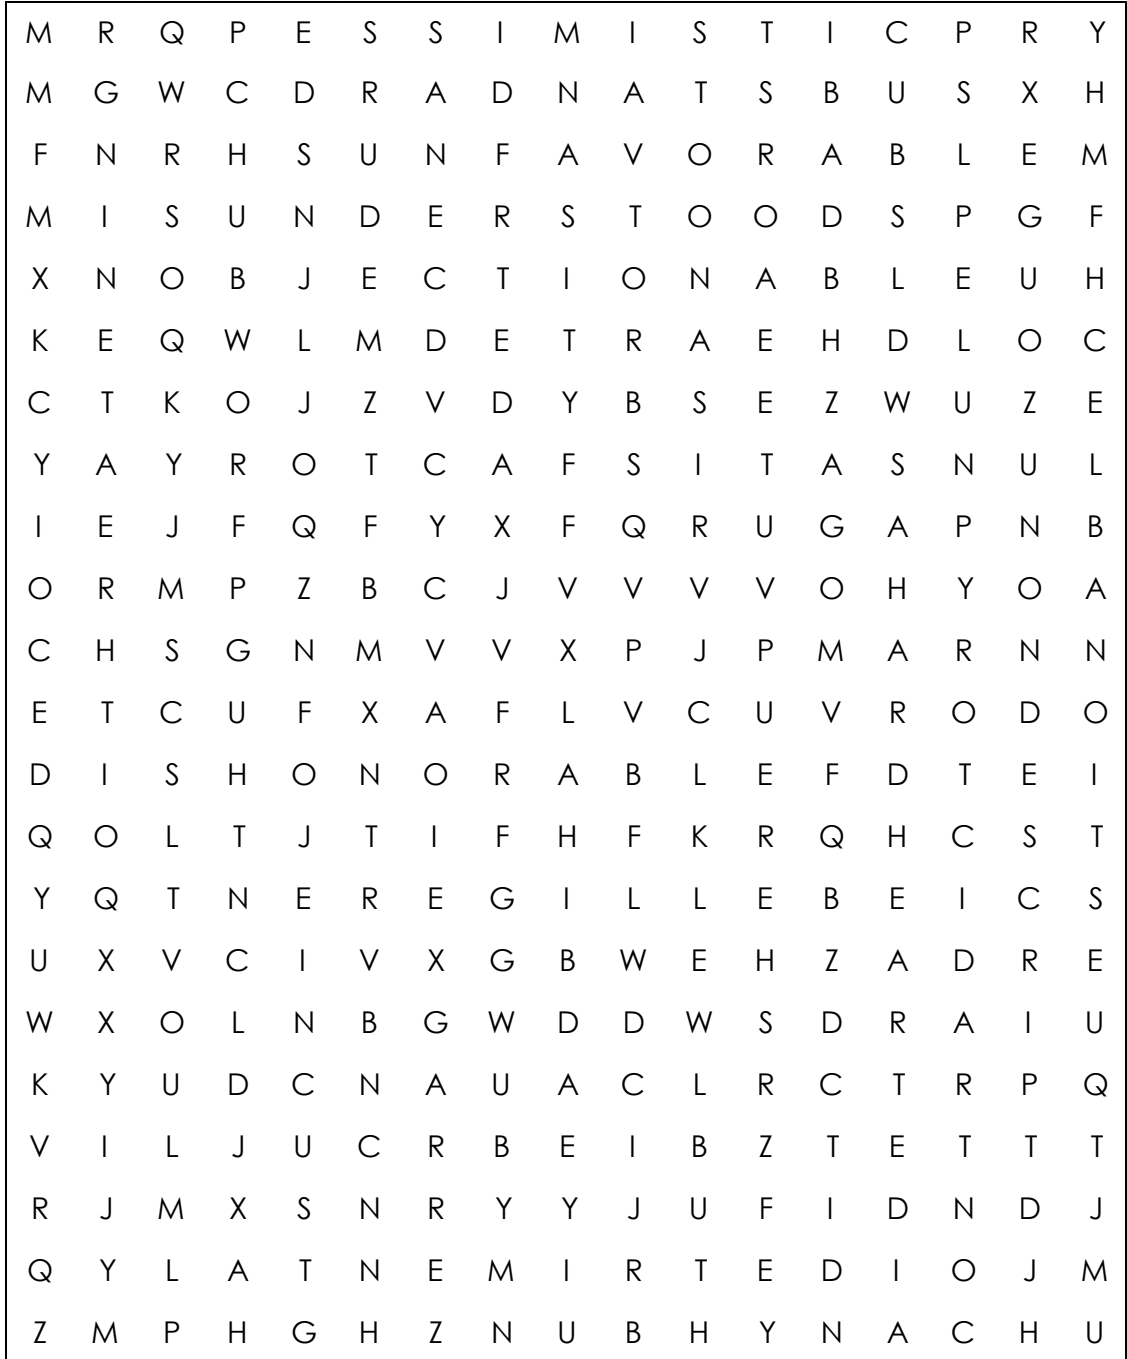 M R Q P E S S I M I S T I C P R Y
M G W C D R A D N A T S B U S X H
F N R H S U N F A V O R A B L E M
M I S U N D E R S T O O D S P G F
X N O B J E C T I O N A B L E U H
K E Q W L M D E T R A E H D L O C
C T K O J Z V D Y B S E Z W U Z E
Y A Y R O T C A F S I T A S N U L
I E J F Q F Y X F Q R U G A P N B
O R M P Z B C J V V V V O H Y O A
C H S G N M V V X P J P M A R N N
E T C U F X A F L V C U V R O D O
D I S H O N O R A B L E F D T E I
Q O L T J T I F H F K R Q H C S T
Y Q T N E R E G I L L E B E I C S
U X V C I V X G B W E H Z A D R E
W X O L N B G W D D W S D R A I U
K Y U D C N A U A C L R C T R P Q
V I L J U C R B E I B Z T E T T T
R J M X S N R Y Y J U F I D N D J
Q Y L A T N E M I R T E D I O J M
Z M P H G H Z N U B H Y N A C H U